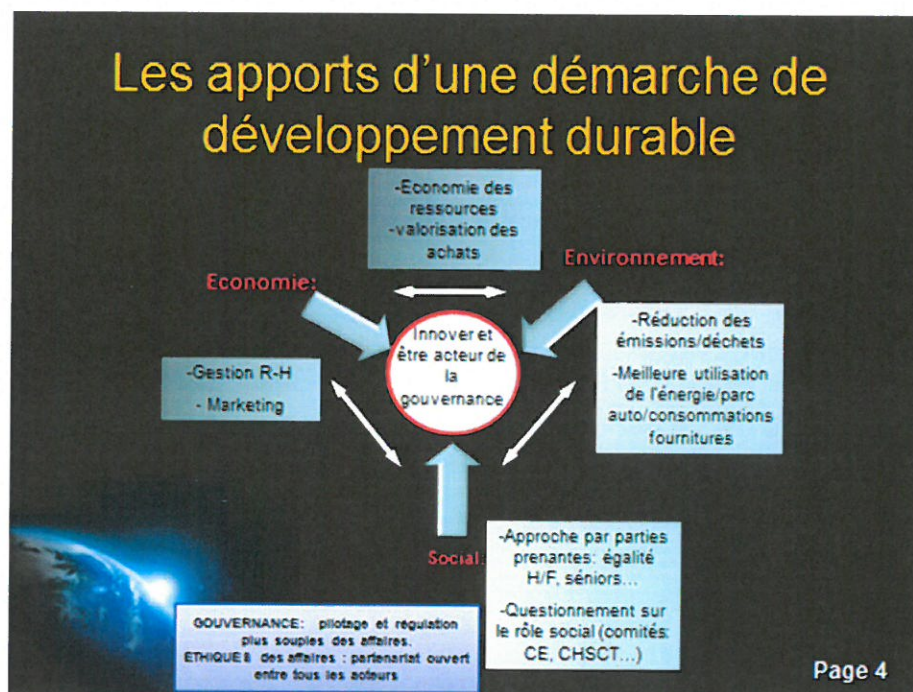 Les apports d'une démarche de
développement durable
-Economie des
ressources
-valorisation des
achats
Economie:
Environnement:
Innover et
être acteur de
la
gouvernance
-Gestion R-H
- Marketing
-Réduction des
émissions/déchets
-Meilleure utilisation
de l'énergie/parc
auto/consommations
fournitures
Social:
-Approche par parties
prenantes: égalité
H/F, séniors...
-Questionnement sur
le rôle social (comités:
CE, CHSCT...)
GOUVERNANCE: pilotage et régulation
plus souples des affaires.
des affaires : partenariat ouvert
entre tous les acteurs
Page 4